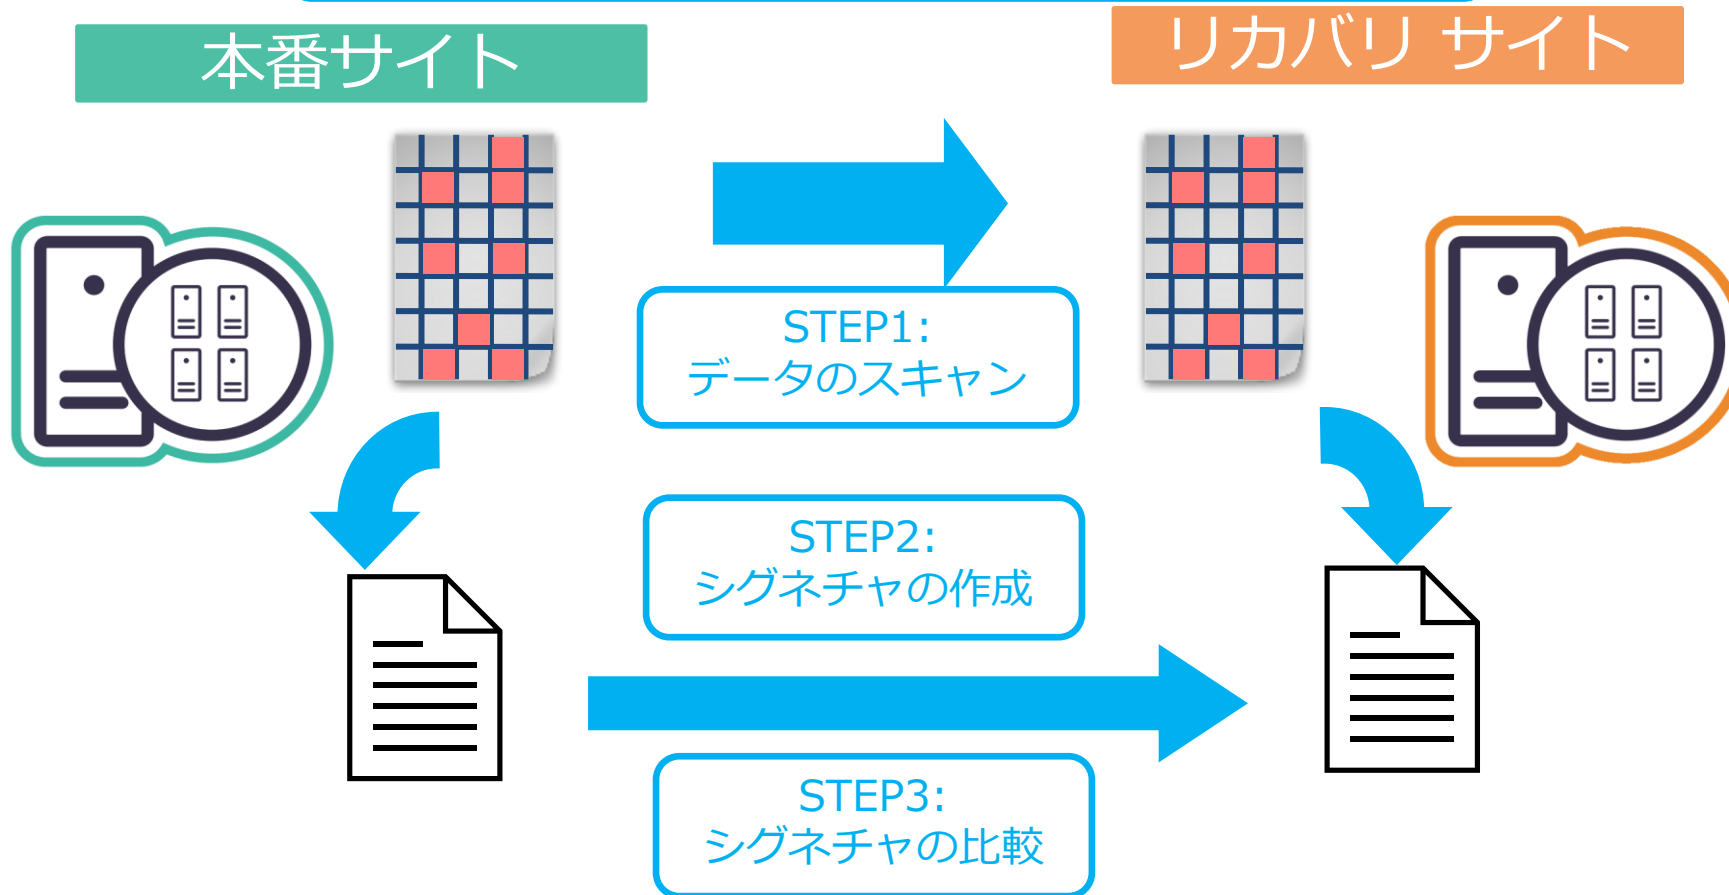 本番サイト
リカバリ サイト
STEP1:
データのスキャン
STEP2:
シグネチャの作成
STEP3:
シグネチャの比較